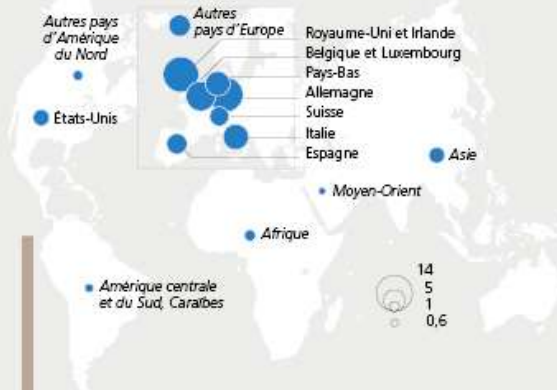 Autres pays
d'Amérique
du Nord
Autres
pays d'Europe
Royaume-Uni et Irlande
Belgique et Luxembourg
Pays-Bas
Allemagne
Suisse
Italie
Espagne
États-Unis
Asie
Moyen-Orient
Afrique
Amérique centrale
et du Sud, Caraïbes
14
5
1
0,6